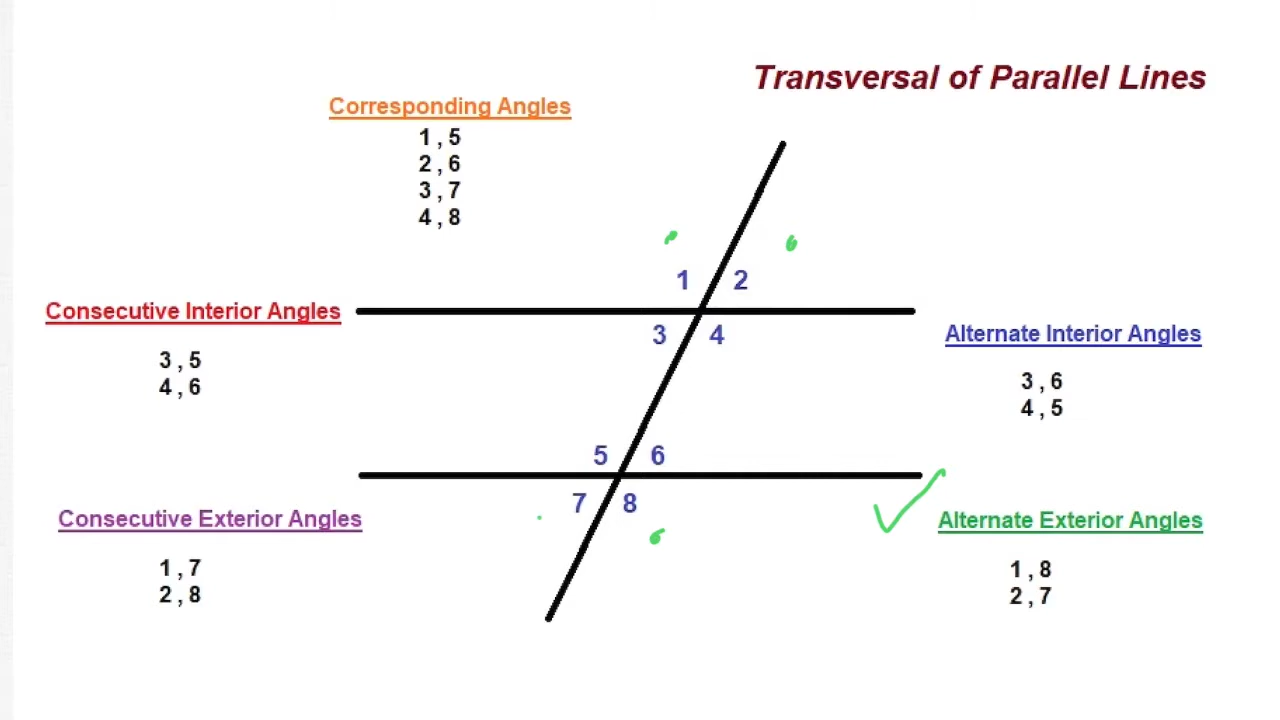 Transversal of Parallel Lines
Corresponding Angles
1 , 5
2 , 6
3 , 7
4 , 8
1 2
3 4
5 6
7 8
Consecutive Interior Angles
3 , 5
4 , 6
Alternate Interior Angles
3 , 6
4 , 5
Consecutive Exterior Angles
1 , 7
2 , 8
Alternate Exterior Angles
1 , 8
2 , 7